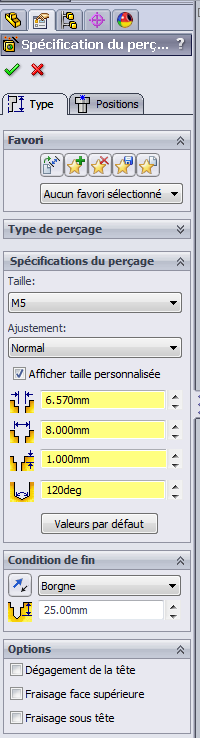 Spécification du perç... ?
Type
Positions
Favori
Aucun favori sélectionné
Type de perçage
Spécifications du perçage
Taille:
M5
Ajustement:
Normal
Afficher taille personnalisée
6.570mm
8.000mm
1.000mm
120deg
Valeurs par défaut
Condition de fin
Borgne
25.00mm
Options
Dégagement de la tête
Fraisage face supérieure
Fraisage sous tête